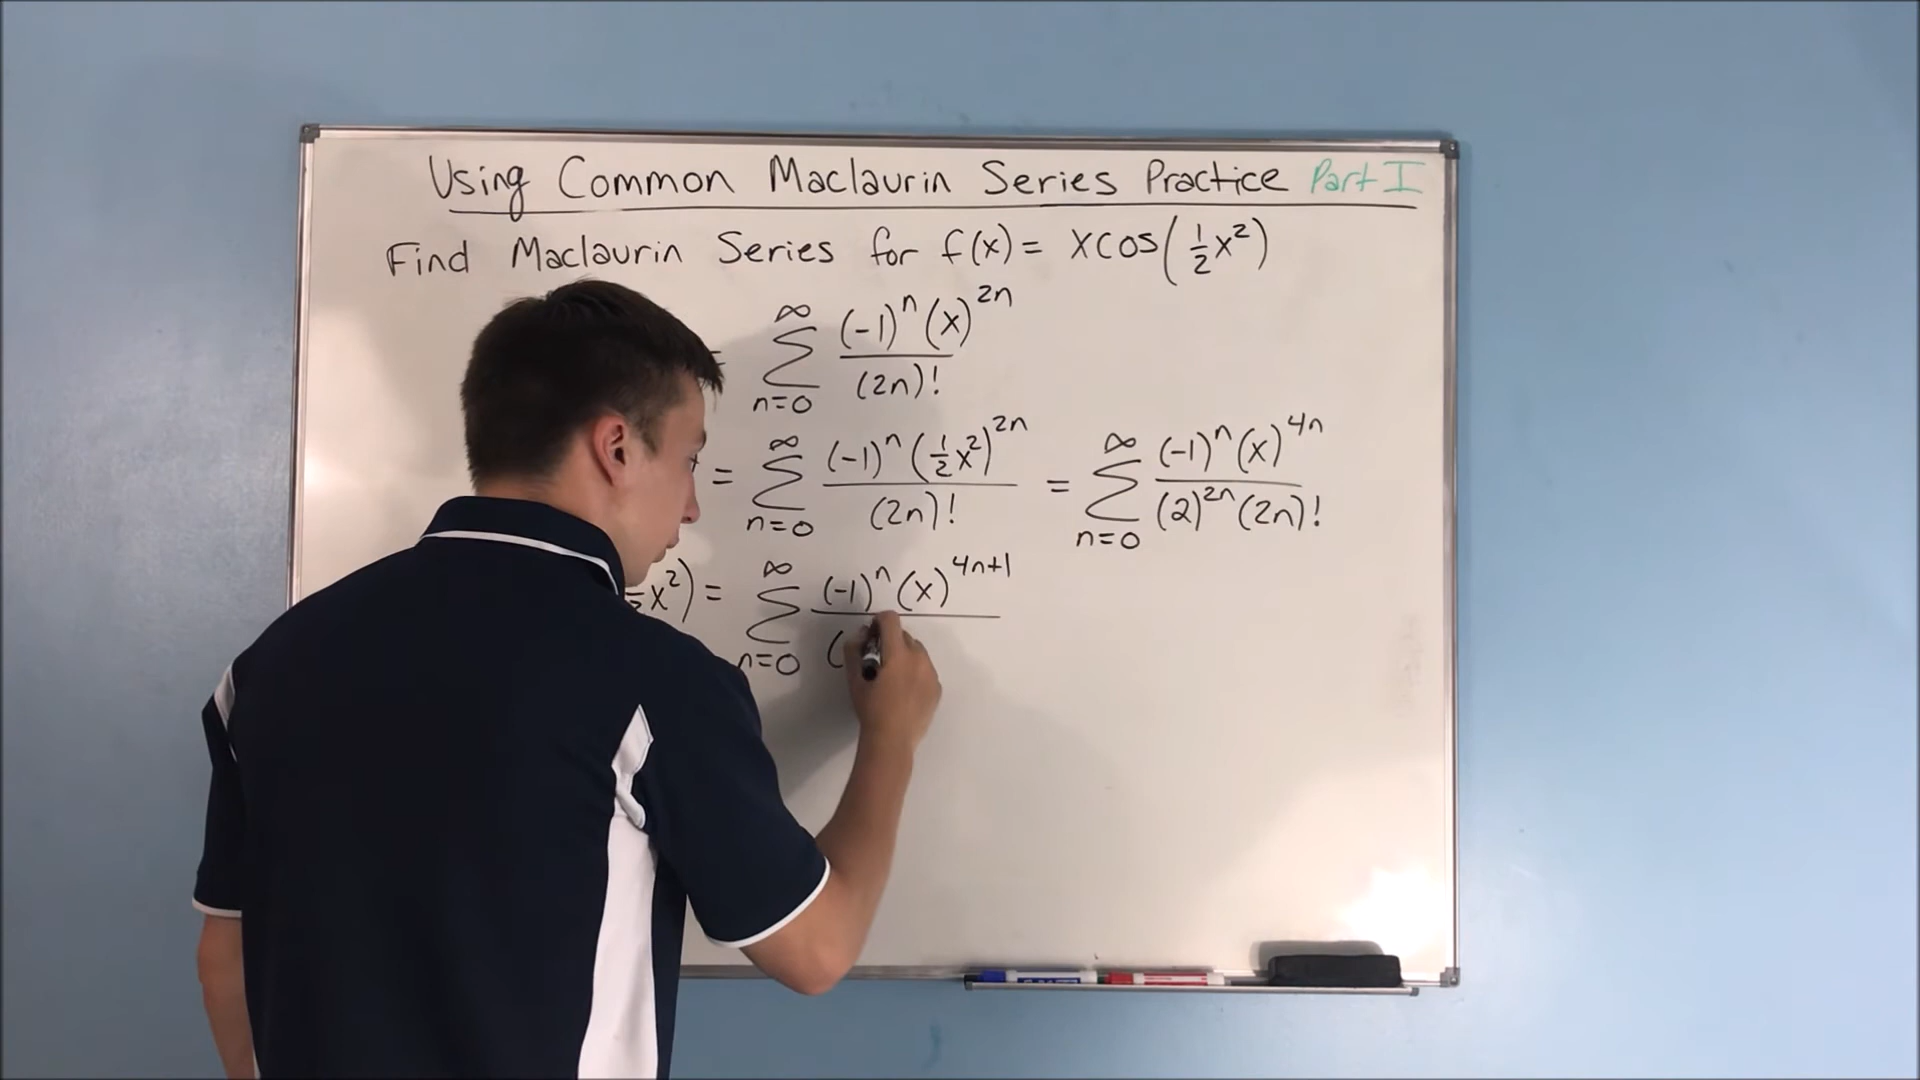 Using Common Maclaurin Series Practice Part I
Find Maclaurin Series for f(x) = xcos(½x²)
= ∞ Σ n=0 (-1)ⁿ(x)²ⁿ / (2n)!
= ∞ Σ n=0 (-1)ⁿ(½x²)²ⁿ / (2n)! = ∞ Σ n=0 (-1)ⁿ(x)⁴ⁿ / (2)²ⁿ(2n)!
x²) = ∞ Σ n=0 (-1)ⁿ(x)⁴ⁿ⁺¹ / (